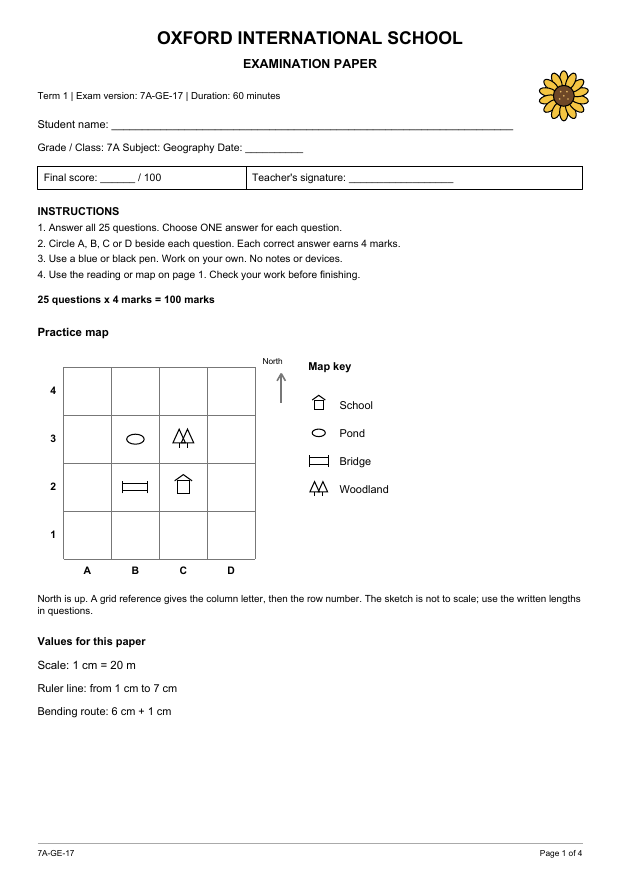 OXFORD INTERNATIONAL SCHOOL
EXAMINATION PAPER
Term 1 | Exam version: 7A-GE-17 | Duration: 60 minutes
Student name: ___________________________________________________________________
Grade / Class: 7A Subject: Geography Date: __________
Final score: ______ / 100
Teacher's signature: __________________
INSTRUCTIONS
1. Answer all 25 questions. Choose ONE answer for each question.
2. Circle A, B, C or D beside each question. Each correct answer earns 4 marks.
3. Use a blue or black pen. Work on your own. No notes or devices.
4. Use the reading or map on page 1. Check your work before finishing.
25 questions x 4 marks = 100 marks
Practice map
North
Map key
4
3
2
1
A B C D
School
Pond
Bridge
Woodland
North is up. A grid reference gives the column letter, then the row number. The sketch is not to scale; use the written lengths
in questions.
Values for this paper
Scale: 1 cm = 20 m
Ruler line: from 1 cm to 7 cm
Bending route: 6 cm + 1 cm
7A-GE-17
Page 1 of 4